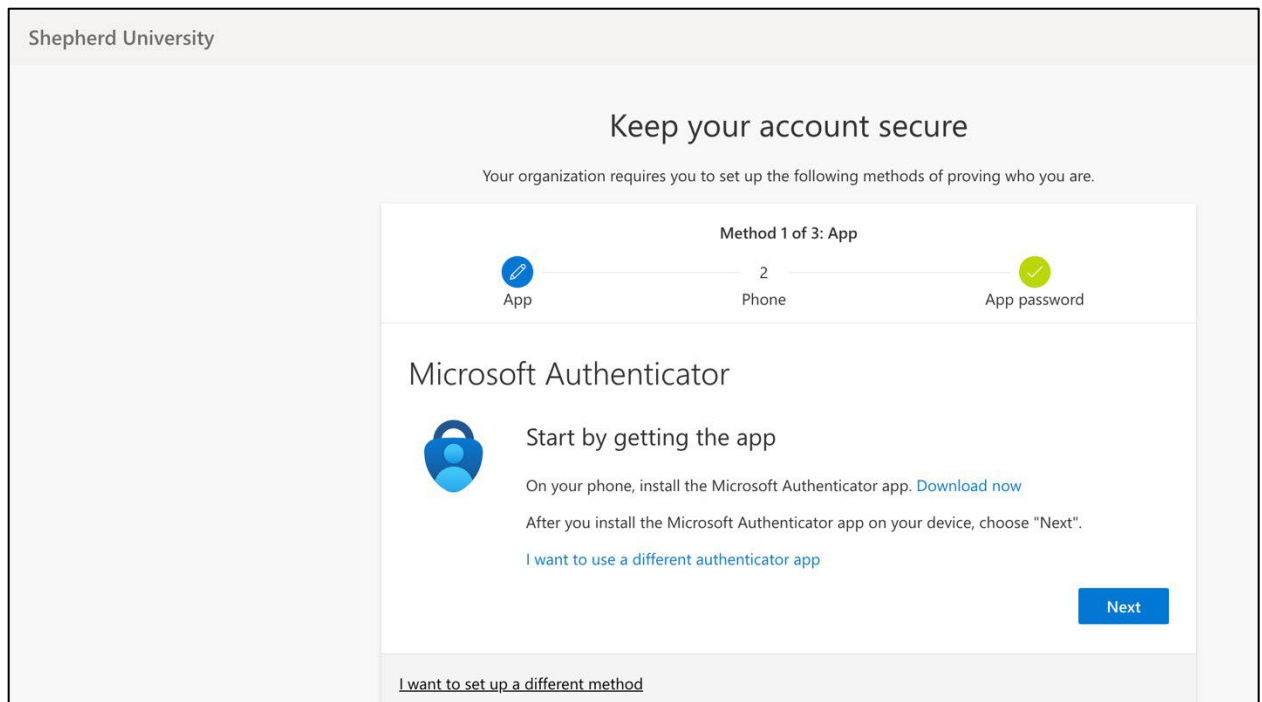 Shepherd University
Keep your account secure
Your organization requires you to set up the following methods of proving who you are.
Method 1 of 3: App
2
App
Phone
App password
Microsoft Authenticator
Start by getting the app
On your phone, install the Microsoft Authenticator app. Download now
After you install the Microsoft Authenticator app on your device, choose "Next".
I want to use a different authenticator app
Next
I want to set up a different method